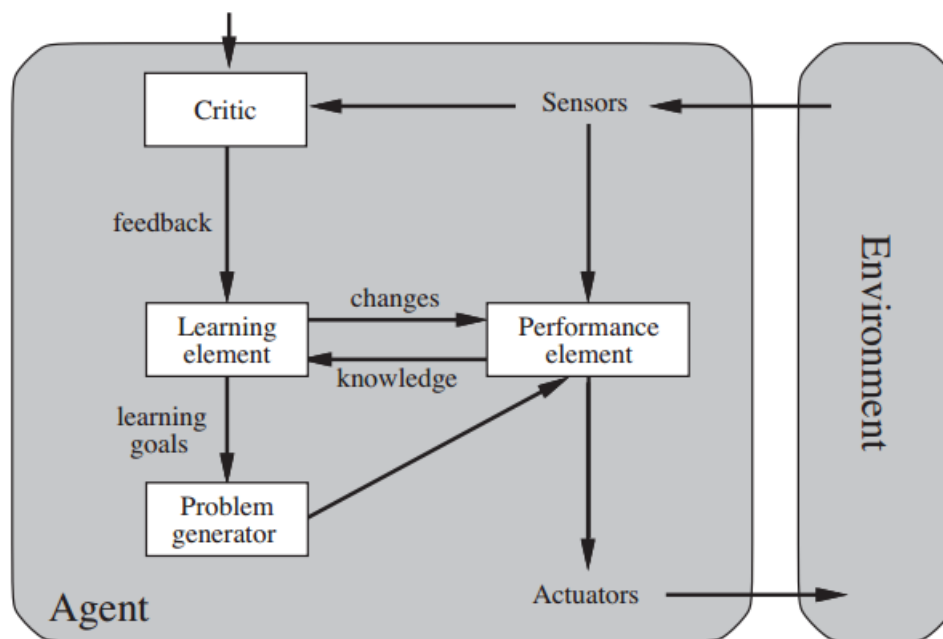 Critic
Sensors
feedback
Learning
element
changes
knowledge
Performance
element
learning
goals
Problem
generator
Actuators
Agent
Environment